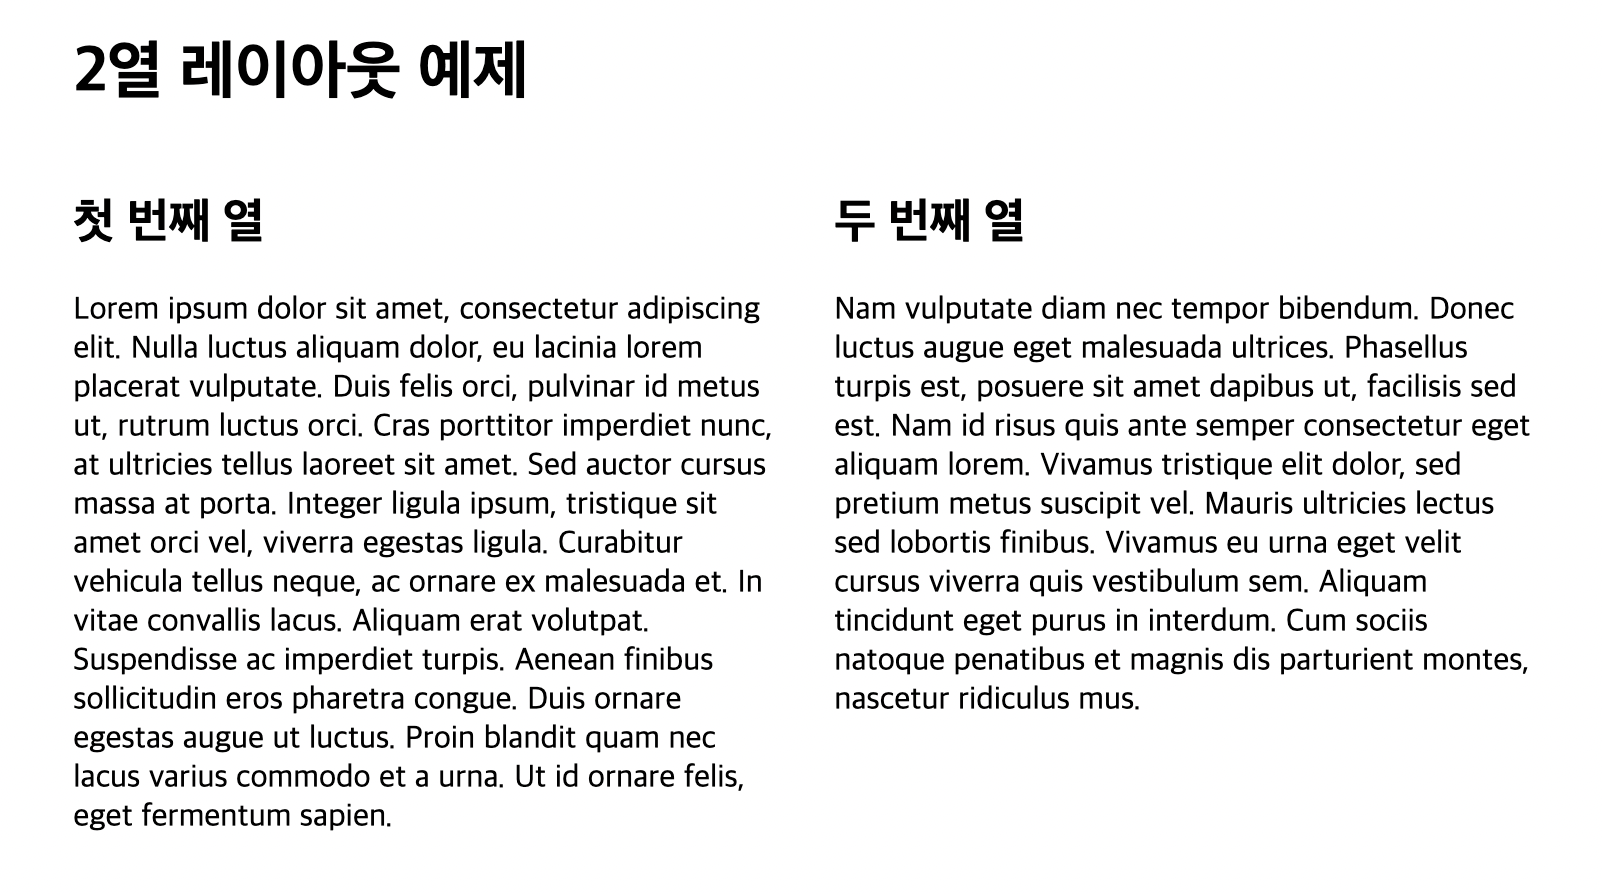 2열 레이아웃 예제
첫 번째 열
Lorem ipsum dolor sit amet, consectetur adipiscing
elit. Nulla luctus aliquam dolor, eu lacinia lorem
placerat vulputate. Duis felis orci, pulvinar id metus
ut, rutrum luctus orci. Cras porttitor imperdiet nunc,
at ultricies tellus laoreet sit amet. Sed auctor cursus
massa at porta. Integer ligula ipsum, tristique sit
amet orci vel, viverra egestas ligula. Curabitur
vehicula tellus neque, ac ornare ex malesuada et. In
vitae convallis lacus. Aliquam erat volutpat.
Suspendisse ac imperdiet turpis. Aenean finibus
sollicitudin eros pharetra congue. Duis ornare
egestas augue ut luctus. Proin blandit quam nec
lacus varius commodo et a urna. Ut id ornare felis,
eget fermentum sapien.
두 번째 열
Nam vulputate diam nec tempor bibendum. Donec
luctus augue eget malesuada ultrices. Phasellus
turpis est, posuere sit amet dapibus ut, facilisis sed
est. Nam id risus quis ante semper consectetur eget
aliquam lorem. Vivamus tristique elit dolor, sed
pretium metus suscipit vel. Mauris ultricies lectus
sed lobortis finibus. Vivamus eu urna eget velit
cursus viverra quis vestibulum sem. Aliquam
tincidunt eget purus in interdum. Cum sociis
natoque penatibus et magnis dis parturient montes,
nascetur ridiculus mus.